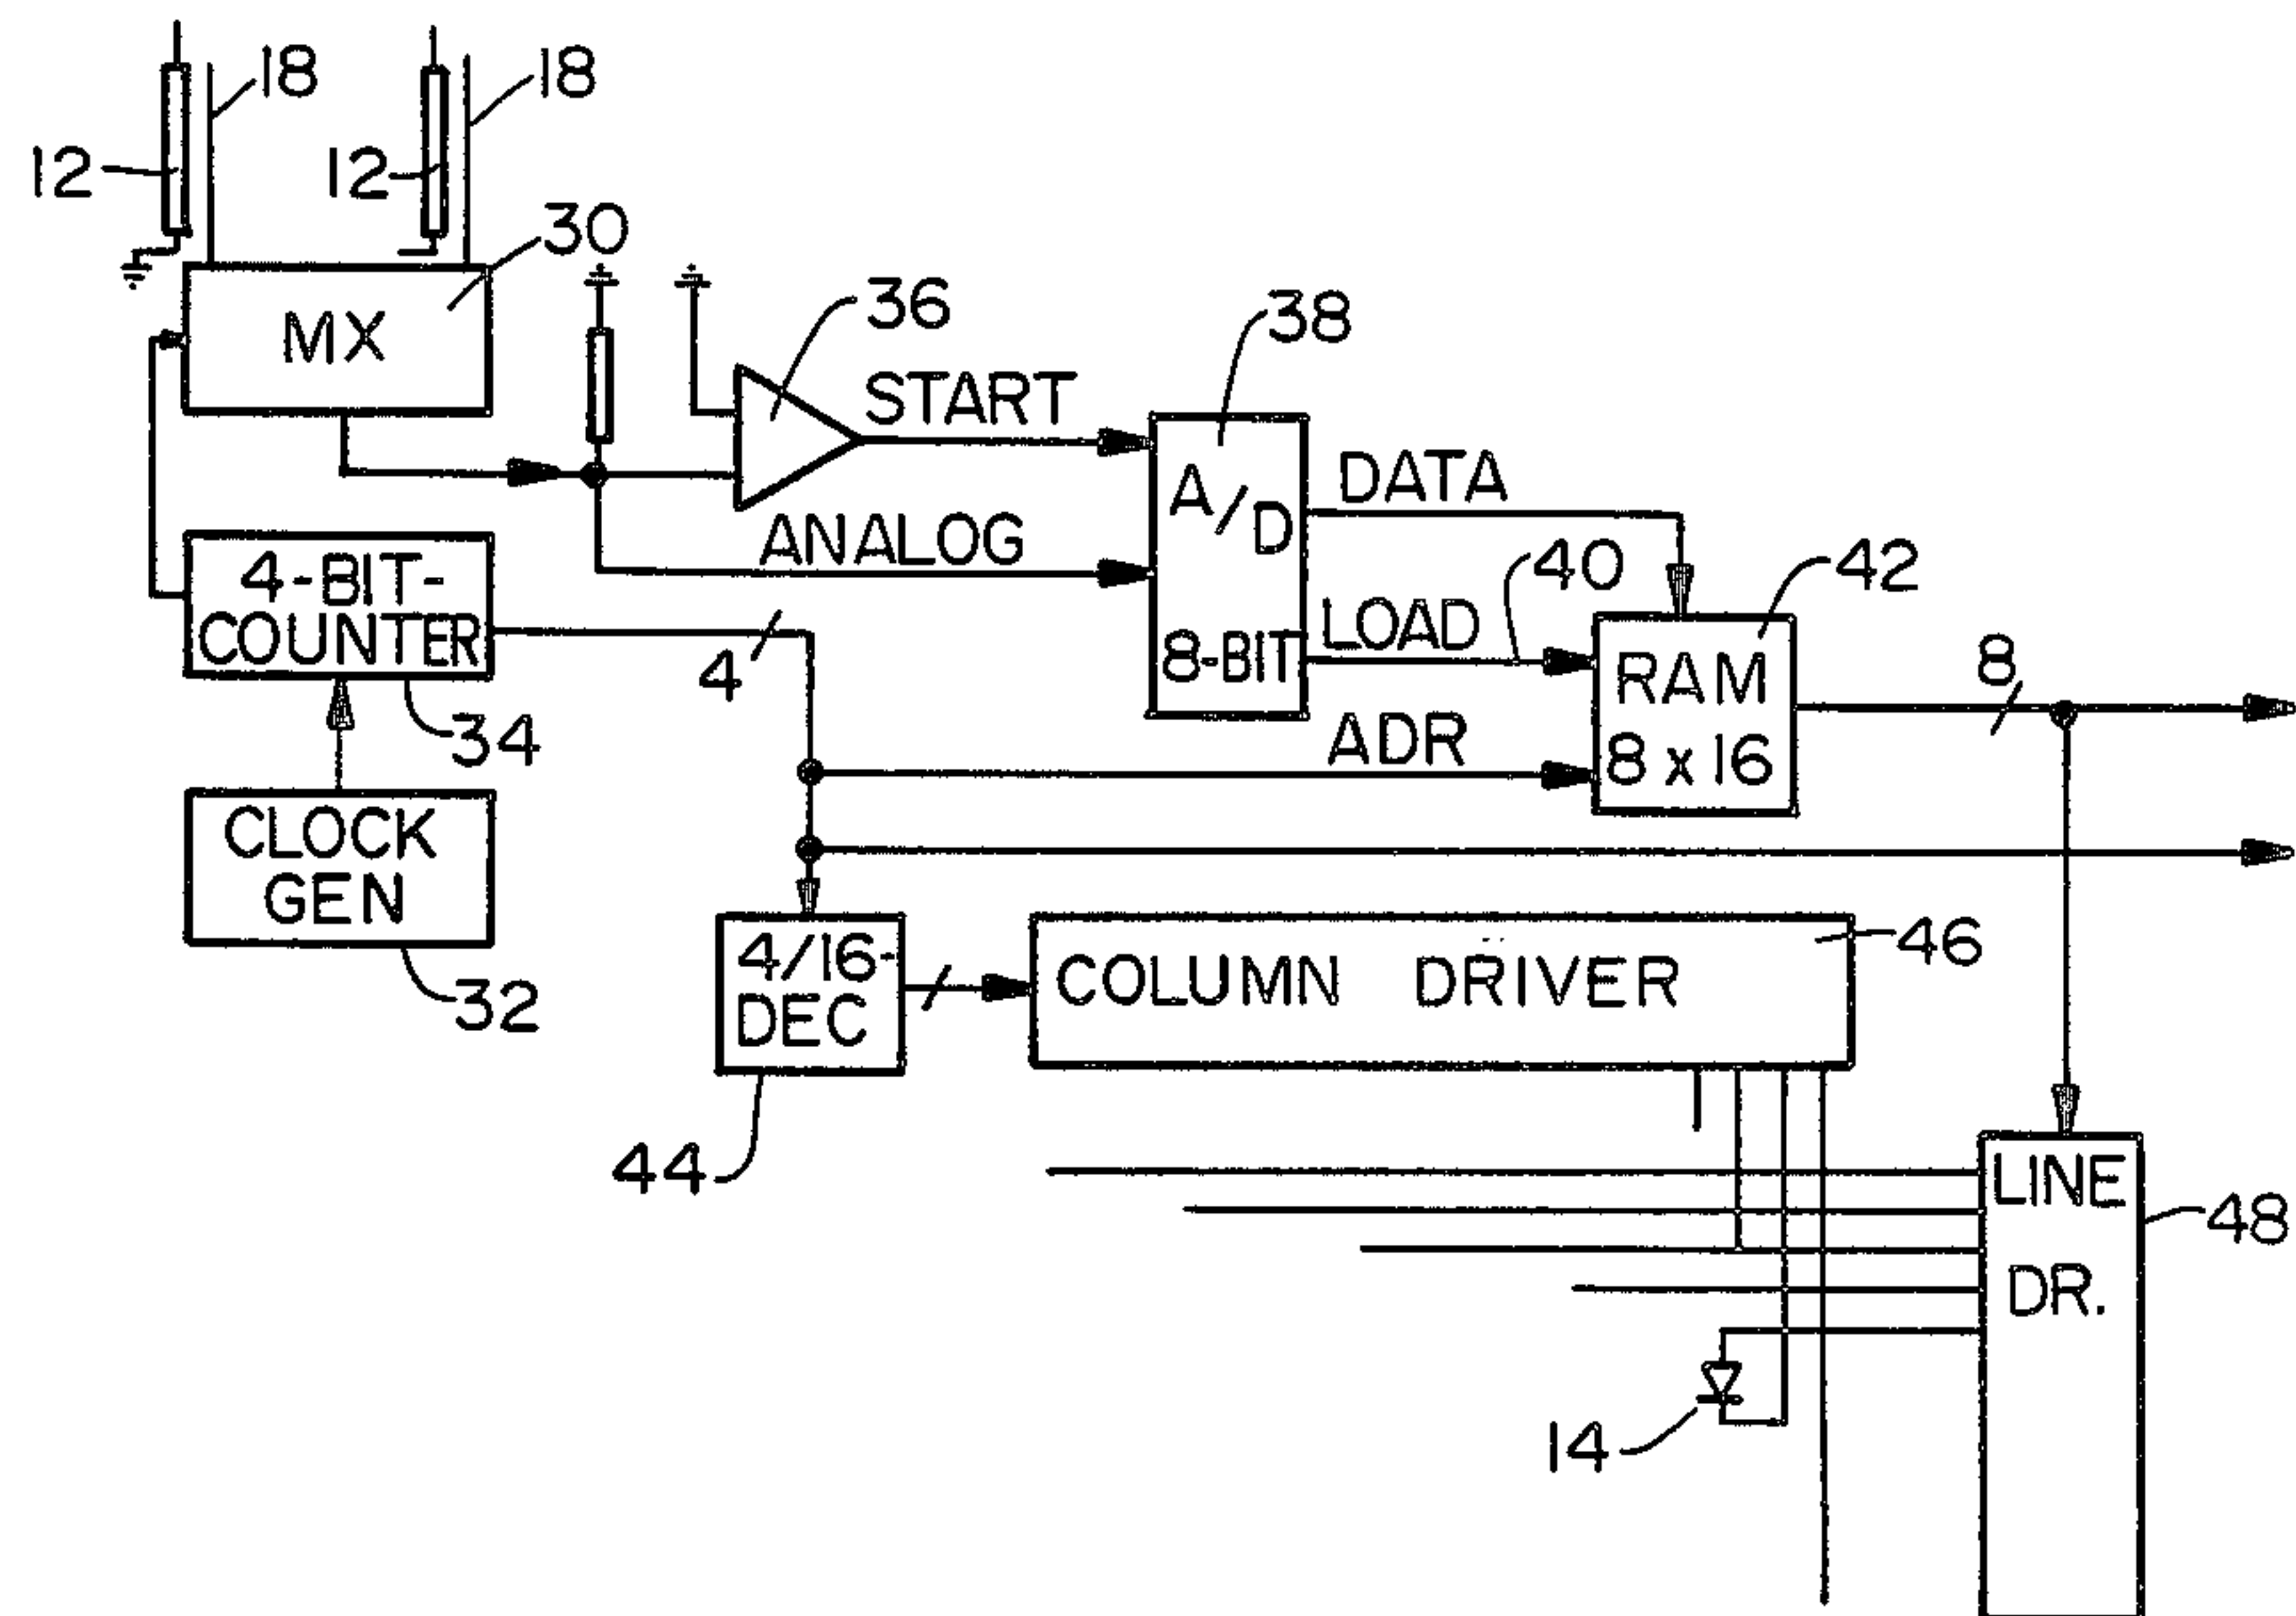 18
18
12
12
30
MX
36
START
38
A/D
DATA
ANALOG
4-BIT-
COUNTER
4
34
8-BIT
LOAD
40
42
RAM
8 x 16
8
ADR
CLOCK
GEN
32
4/16-
DEC
44
COLUMN DRIVER
46
LINE
DR.
48
14